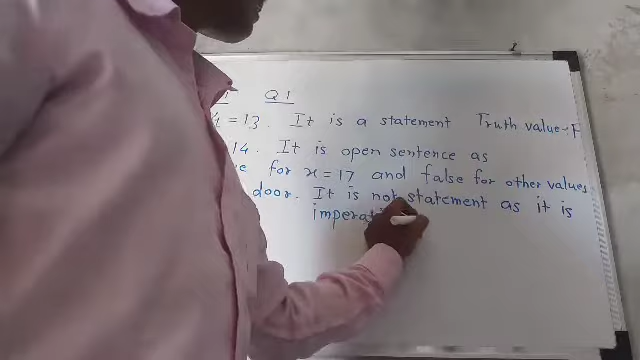 Q1
= 13. It is a statement Truth value:- F
14. It is open sentence as
for x = 17 and false for other values
door. It is not statement as it is
imperati